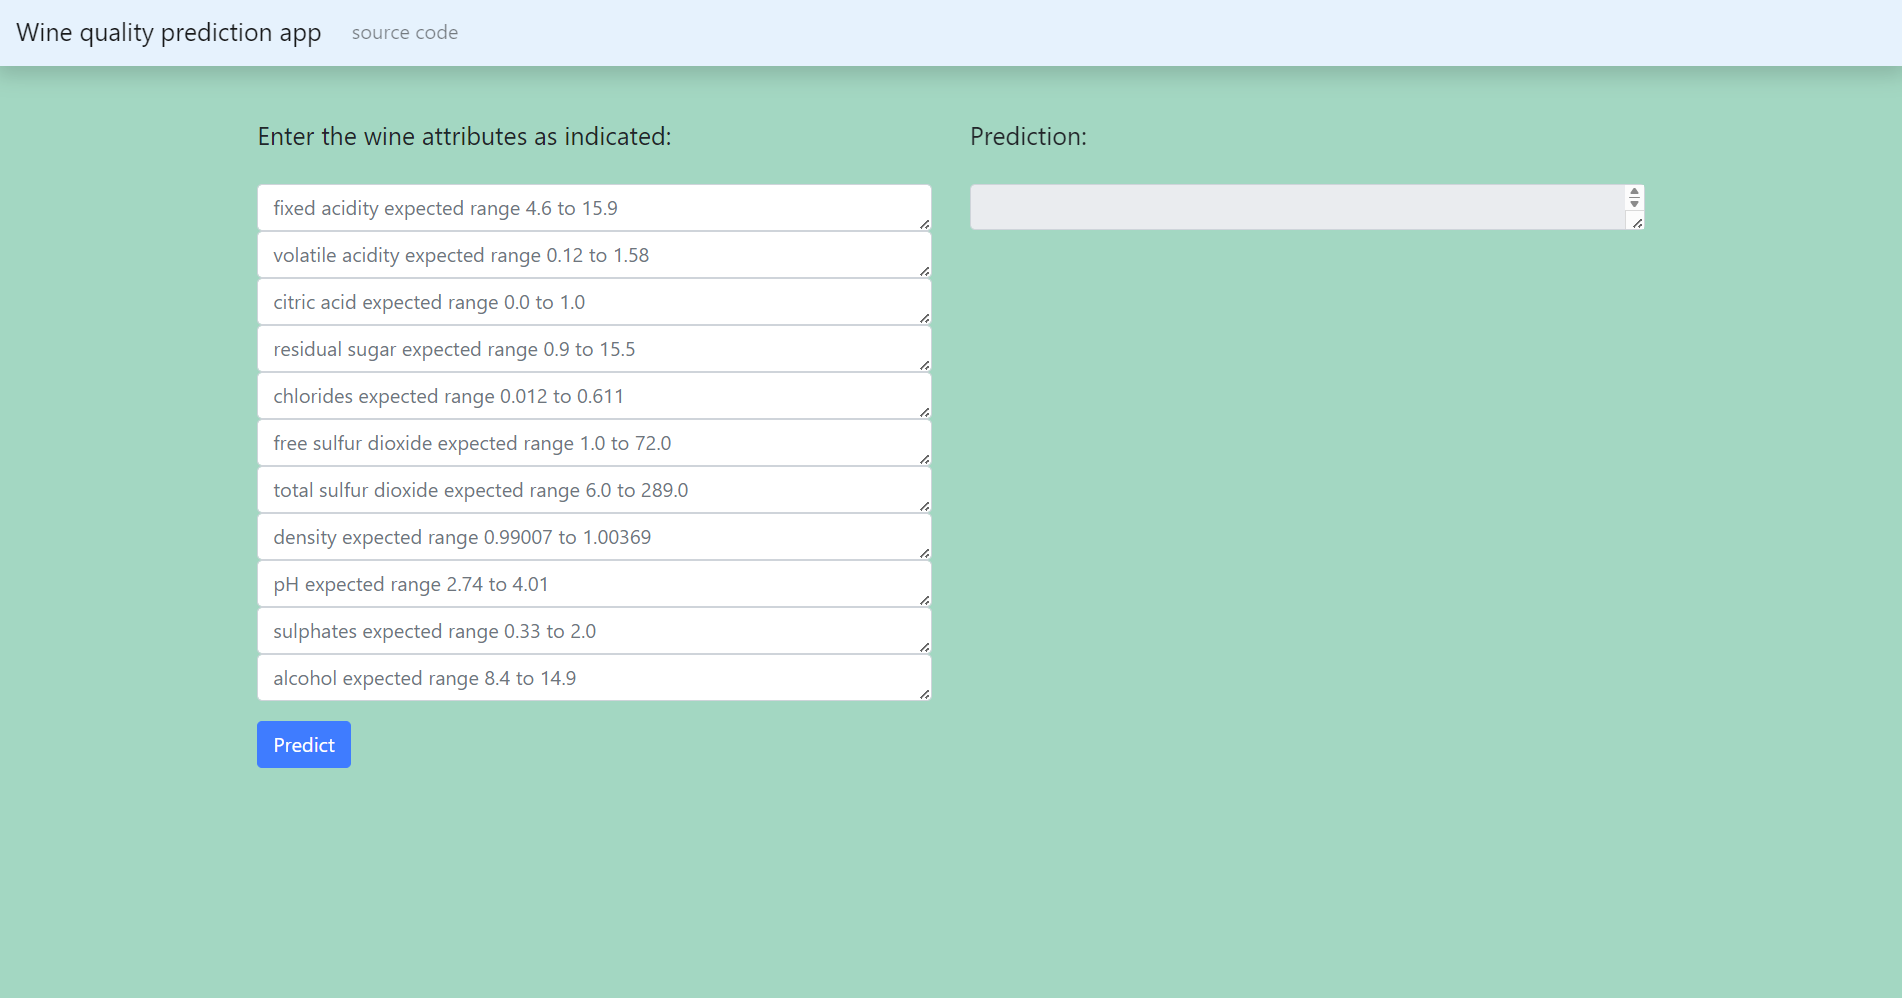 Wine quality prediction app source code
Enter the wine attributes as indicated:
fixed acidity expected range 4.6 to 15.9
volatile acidity expected range 0.12 to 1.58
citric acid expected range 0.0 to 1.0
residual sugar expected range 0.9 to 15.5
chlorides expected range 0.012 to 0.611
free sulfur dioxide expected range 1.0 to 72.0
total sulfur dioxide expected range 6.0 to 289.0
density expected range 0.99007 to 1.00369
pH expected range 2.74 to 4.01
sulphates expected range 0.33 to 2.0
alcohol expected range 8.4 to 14.9
Predict
Prediction: